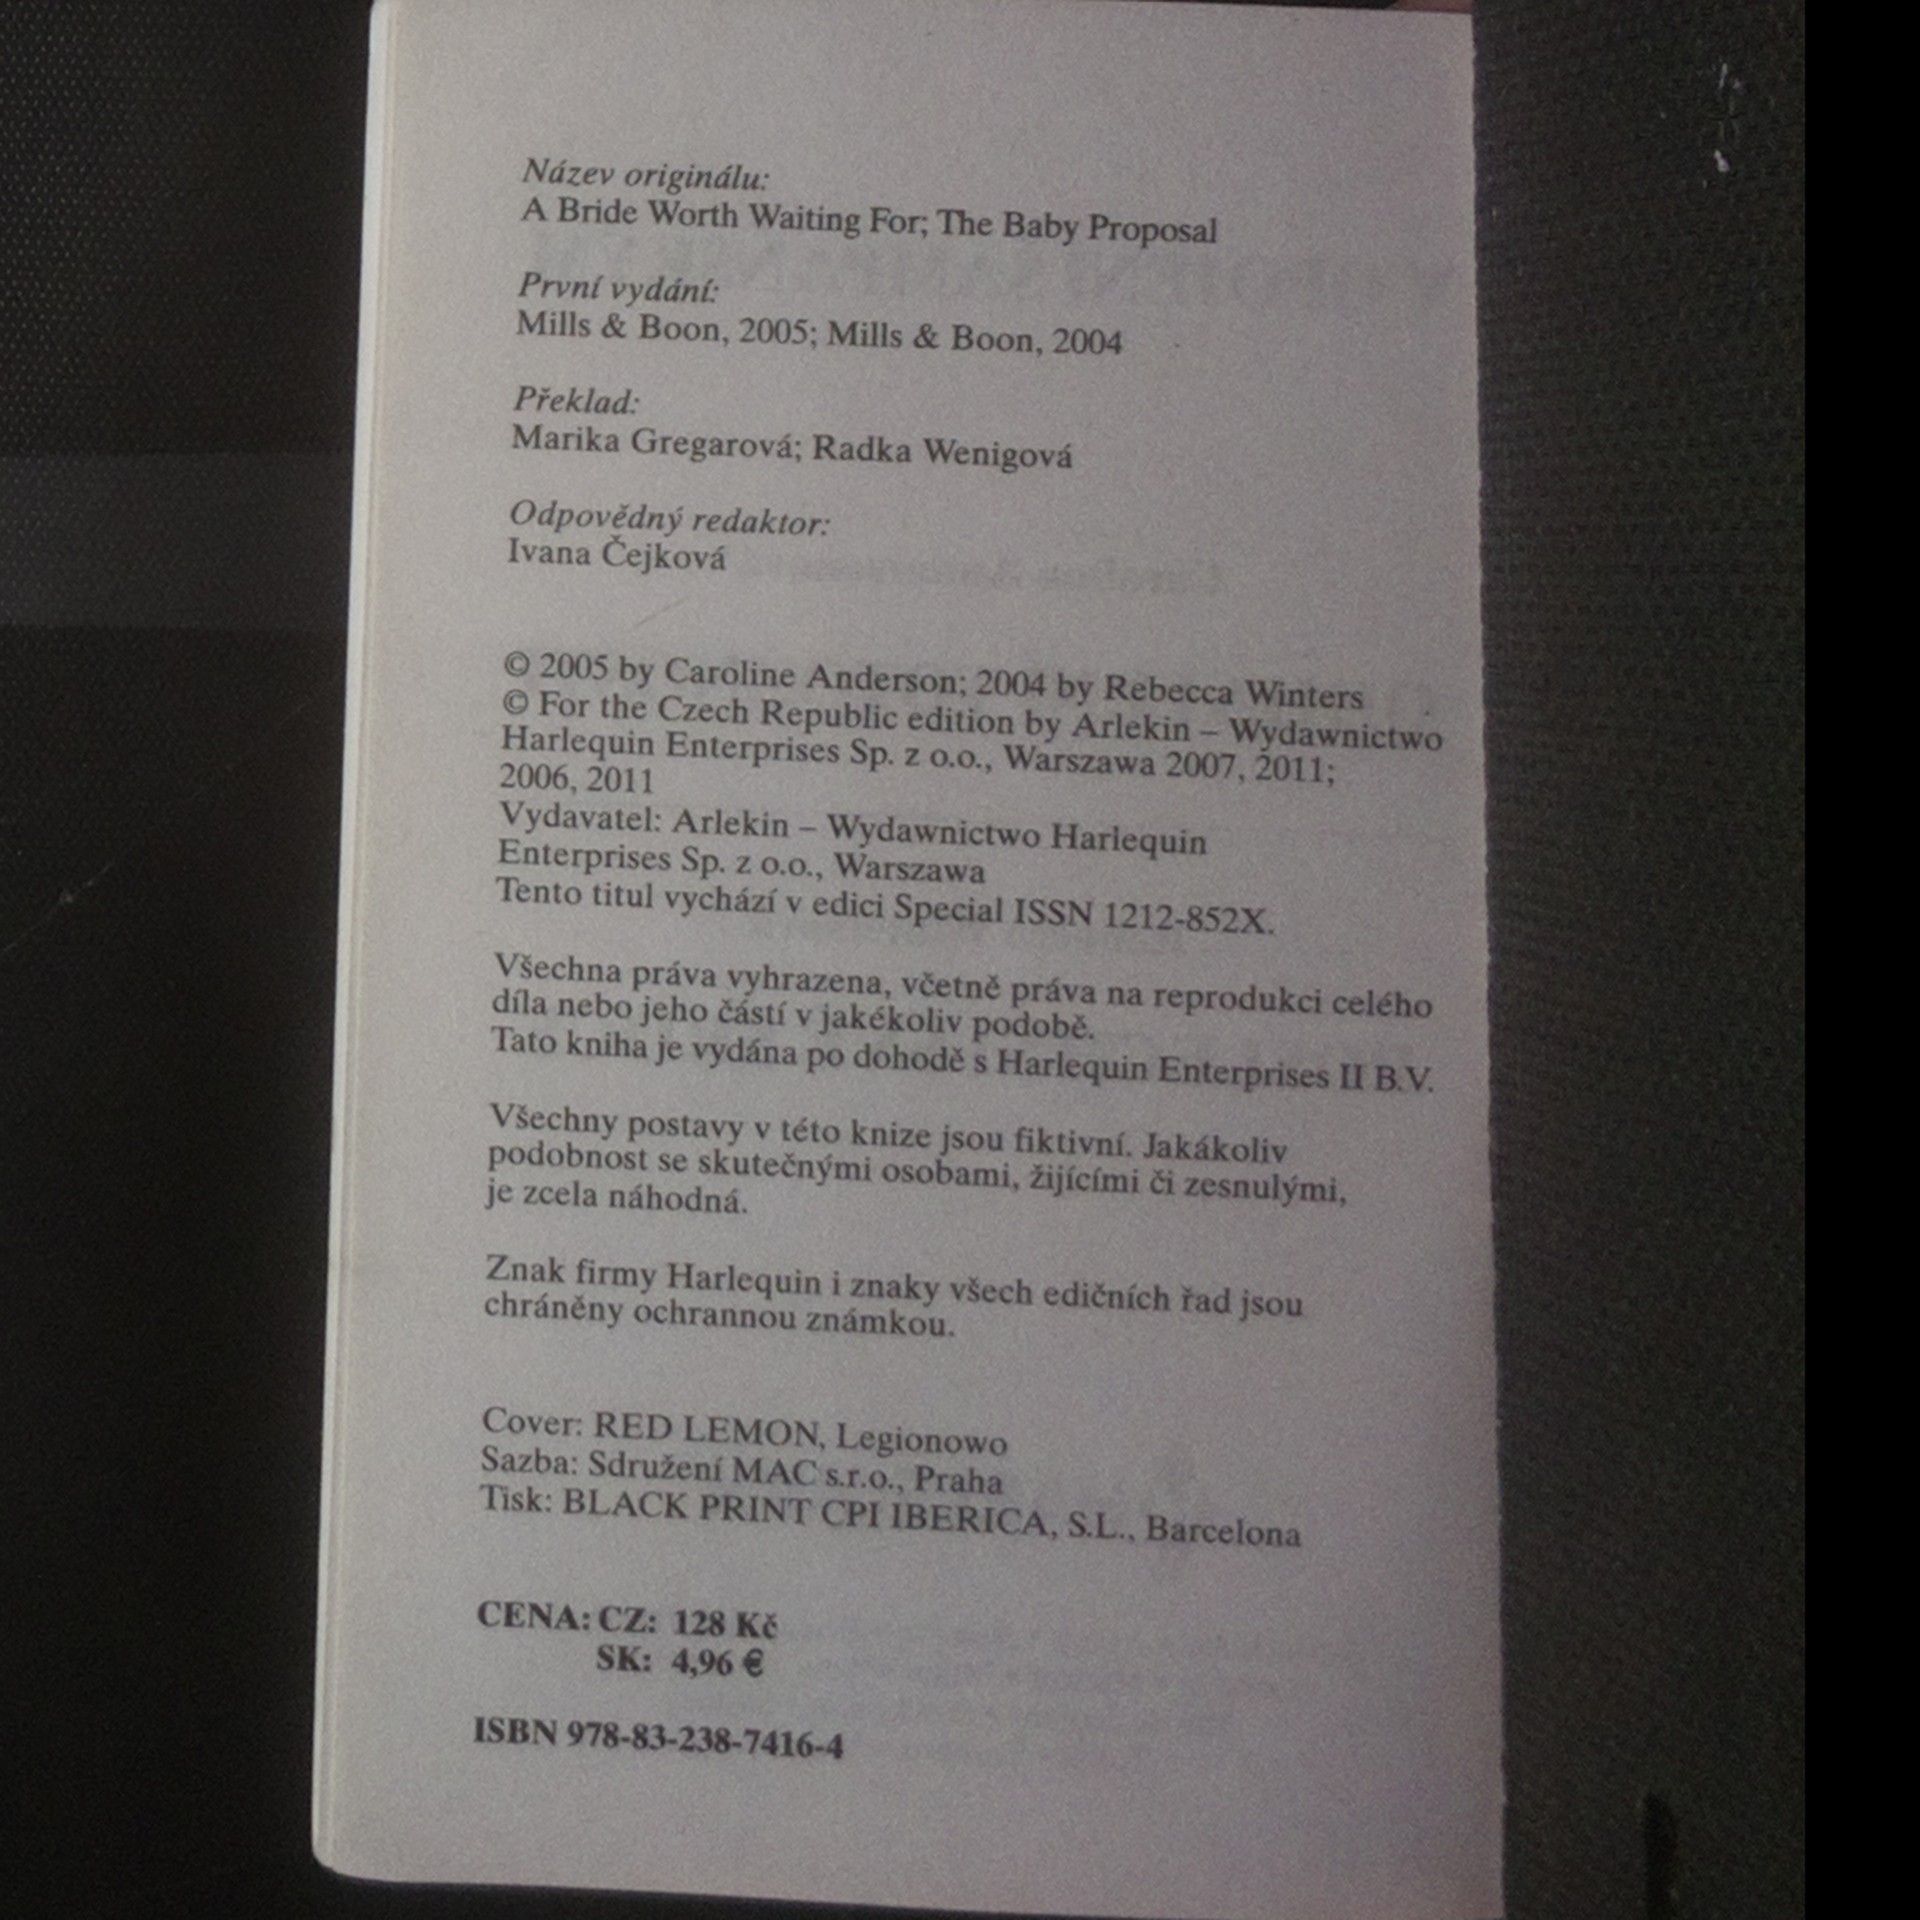 Název originálu:
A Bride Worth Waiting For; The Baby Proposal
První vydání:
Mills & Boon, 2005; Mills & Boon, 2004
Překlad:
Marika Gregarová; Radka Wenigová
Odpovědný redaktor:
Ivana Čejková
© 2005 by Caroline Anderson; 2004 by Rebecca Winters
© For the Czech Republic edition by Arlekin – Wydawnictwo
Harlequin Enterprises Sp. z o.o., Warszawa 2007, 2011;
2006, 2011
Vydavatel: Arlekin – Wydawnictwo Harlequin
Enterprises Sp. z o.o., Warszawa
Tento titul vychází v edici Special ISSN 1212-852X.
Všechna práva vyhrazena, včetně práva na reprodukci celého
díla nebo jeho částí v jakékoliv podobě.
Tato kniha je vydána po dohodě s Harlequin Enterprises II B.V.
Všechny postavy v této knize jsou fiktivní. Jakákoliv
podobnost se skutečnými osobami, žijícími či zesnulými,
je zcela náhodná.
Znak firmy Harlequin i znaky všech edičních řad jsou
chráněny ochrannou známkou.
Cover: RED LEMON, Legionowo
Sazba: Sdružení MAC s.r.o., Praha
Tisk: BLACK PRINT CPI IBERICA, S.L., Barcelona
CENA: CZ: 128 Kč
SK: 4,96 €
ISBN 978-83-238-7416-4